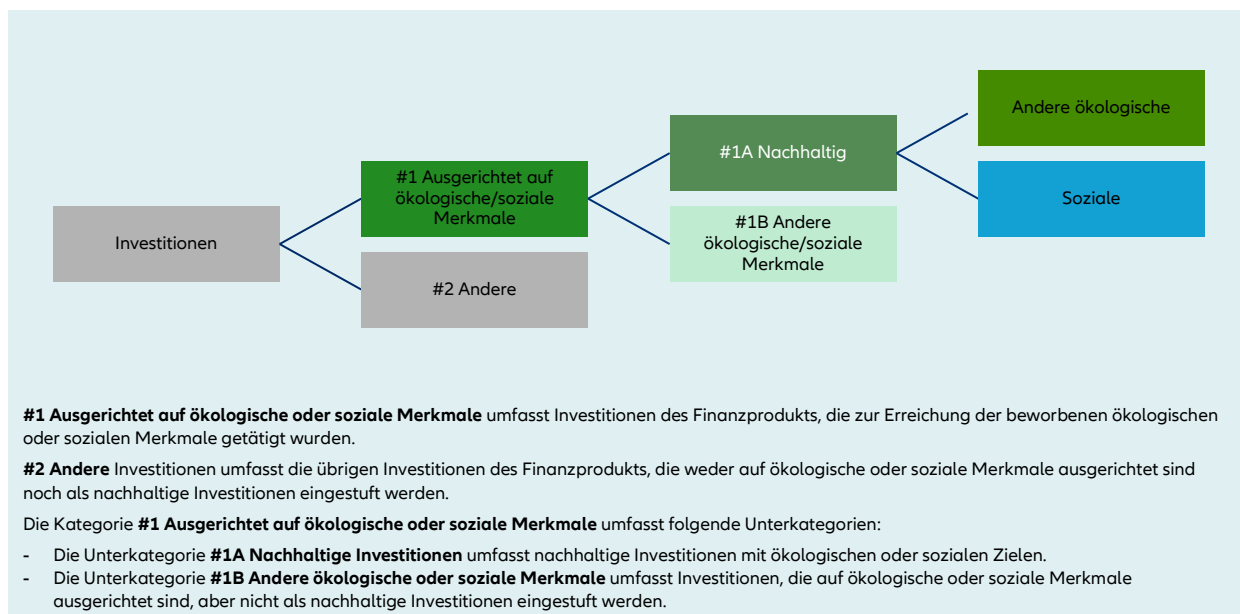 Andere ökologische
#1A Nachhaltig
#1 Ausgerichtet auf
ökologische/soziale
Merkmale
Soziale
Investitionen
#1B Andere
ökologische/soziale
Merkmale
#2 Andere
#1 Ausgerichtet auf ökologische oder soziale Merkmale umfasst Investitionen des Finanzprodukts, die zur Erreichung der beworbenen ökologischen
oder sozialen Merkmale getätigt wurden.
#2 Andere Investitionen umfasst die übrigen Investitionen des Finanzprodukts, die weder auf ökologische oder soziale Merkmale ausgerichtet sind
noch als nachhaltige Investitionen eingestuft werden.
Die Kategorie #1 Ausgerichtet auf ökologische oder soziale Merkmale umfasst folgende Unterkategorien:
- Die Unterkategorie #1A Nachhaltige Investitionen umfasst nachhaltige Investitionen mit ökologischen oder sozialen Zielen.
- Die Unterkategorie #1B Andere ökologische oder soziale Merkmale umfasst Investitionen, die auf ökologische oder soziale Merkmale
ausgerichtet sind, aber nicht als nachhaltige Investitionen eingestuft werden.